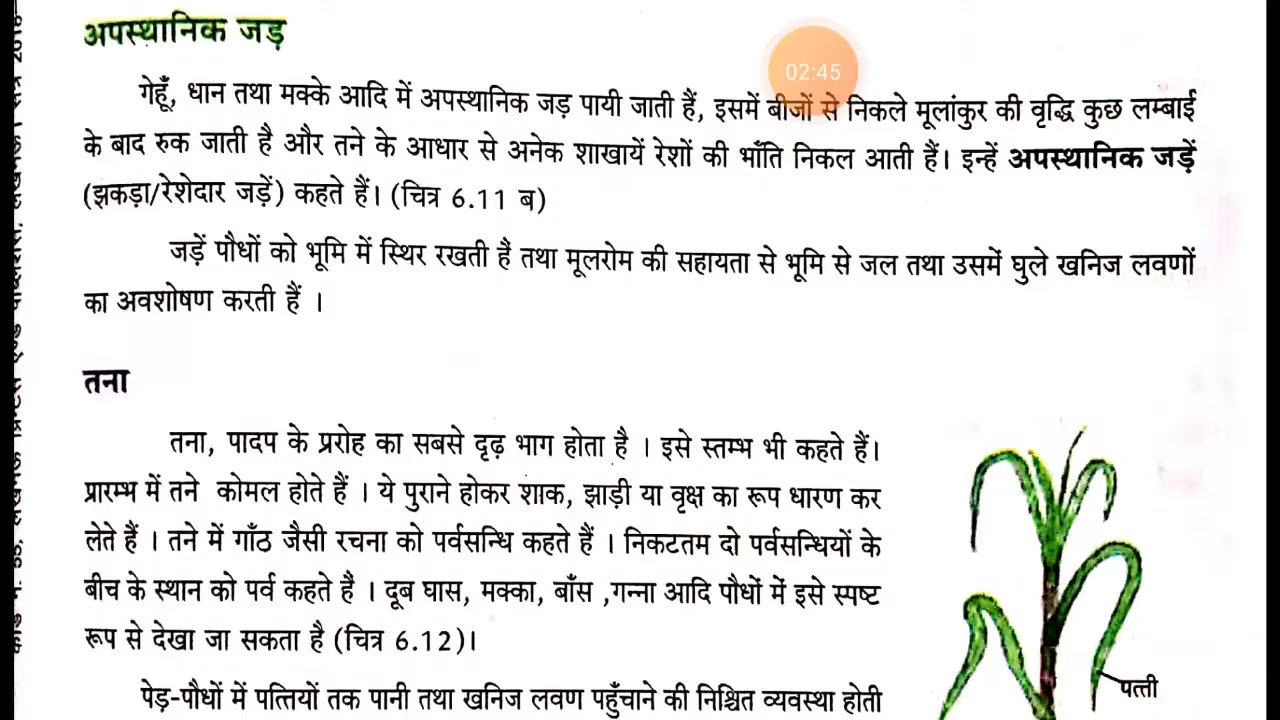 अपस्थानिक जड़
02:45
गेहूँ, धान तथा मक्के आदि में अपस्थानिक जड़ पायी जाती हैं, इसमें बीजों से निकले मूलांकुर की वृद्धि कुछ लम्बाई
के बाद रुक जाती है और तने के आधार से अनेक शाखायें रेशों की भाँति निकल आती हैं। इन्हें अपस्थानिक जड़ें
(झकड़ा/रेशेदार जड़ें) कहते हैं। (चित्र 6.11 ब)
जड़ें पौधों को भूमि में स्थिर रखती हैं तथा मूलरोम की सहायता से भूमि से जल तथा उसमें घुले खनिज लवणों
का अवशोषण करती हैं ।
तना
तना, पादप के प्ररोह का सबसे दृढ़ भाग होता है । इसे स्तम्भ भी कहते हैं।
प्रारम्भ में तने कोमल होते हैं । ये पुराने होकर शाक, झाड़ी या वृक्ष का रूप धारण कर
लेते हैं । तने में गाँठ जैसी रचना को पर्वसन्धि कहते हैं । निकटतम दो पर्वसन्धियों के
बीच के स्थान को पर्व कहते हैं । दूब घास, मक्का, बाँस ,गन्ना आदि पौधों में इसे स्पष्ट
रूप से देखा जा सकता है (चित्र 6.12)।
पत्ती
पेड़-पौधों में पत्तियों तक पानी तथा खनिज लवण पहुँचाने की निश्चित व्यवस्था होती